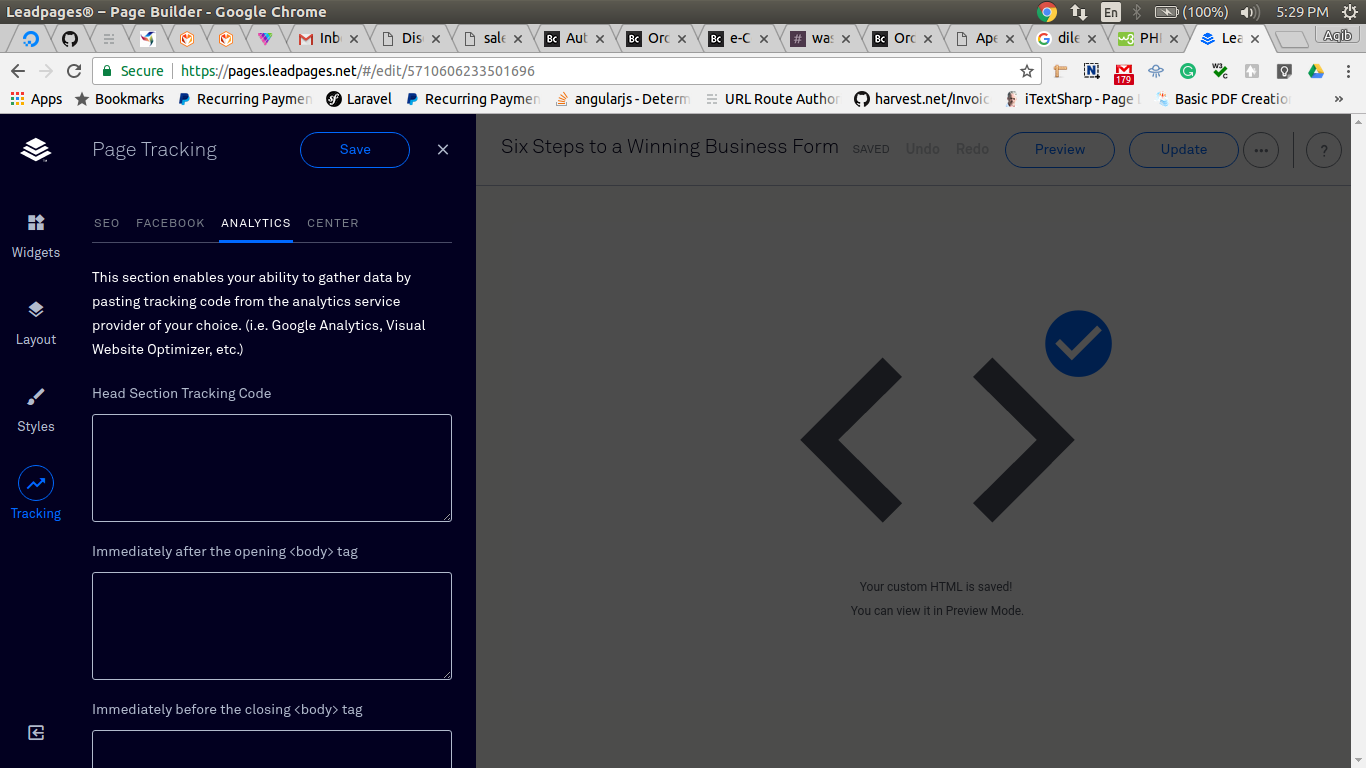 Leadpages® – Page Builder - Google Chrome
En (100%) 5:29 PM
Inb Dis sale Aut Orc e-C was Orc Ape dile PHI Lea Aqib
Secure https://pages.leadpages.net/#/edit/5710606233501696
179
Apps Bookmarks Recurring Paymen Laravel Recurring Paymen angularjs - Determ URL Route Author harvest.net/Invoic iTextSharp - Page Basic PDF Creatio »
Page Tracking Save
Six Steps to a Winning Business Form SAVED Undo Redo Preview Update ?
Widgets
Layout
Styles
Tracking
SEO FACEBOOK ANALYTICS CENTER
This section enables your ability to gather data by
pasting tracking code from the analytics service
provider of your choice. (i.e. Google Analytics, Visual
Website Optimizer, etc.)
Head Section Tracking Code
Immediately after the opening <body> tag
Immediately before the closing <body> tag
Your custom HTML is saved!
You can view it in Preview Mode.